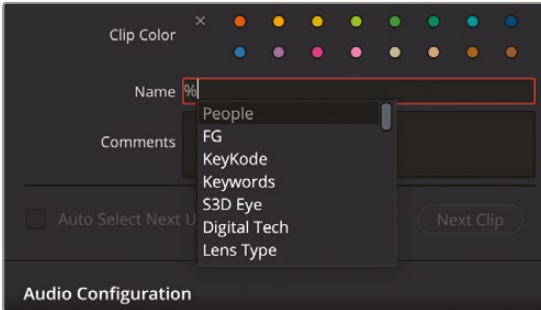 Clip Color
Name %
People
FG
Comments
KeyKode
Keywords
S3D Eye
Auto Select Next U
Digital Tech
Next Clip
Lens Type
Audio Configuration